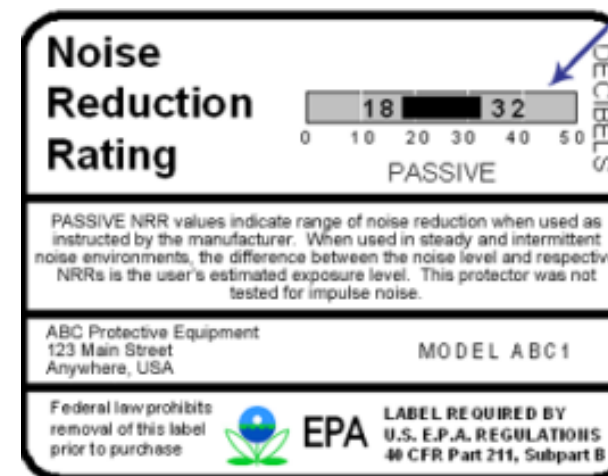 Noise
Reduction
Rating
18 32
0 10 20 30 40 50
DECIBELS
PASSIVE
PASSIVE NRR values indicate range of noise reduction when used as
instructed by the manufacturer. When used in steady and intermittent
noise environments, the difference between the noise level and respective
NRRs is the user's estimated exposure level. This protector was not
tested for impulse noise.
ABC Protective Equipment
123 Main Street
Anywhere, USA
MODEL ABC1
Federal law prohibits
removal of this label
prior to purchase
EPA
LABEL REQUIRED BY
U.S. E.P.A. REGULATIONS
40 CFR Part 211, Subpart B